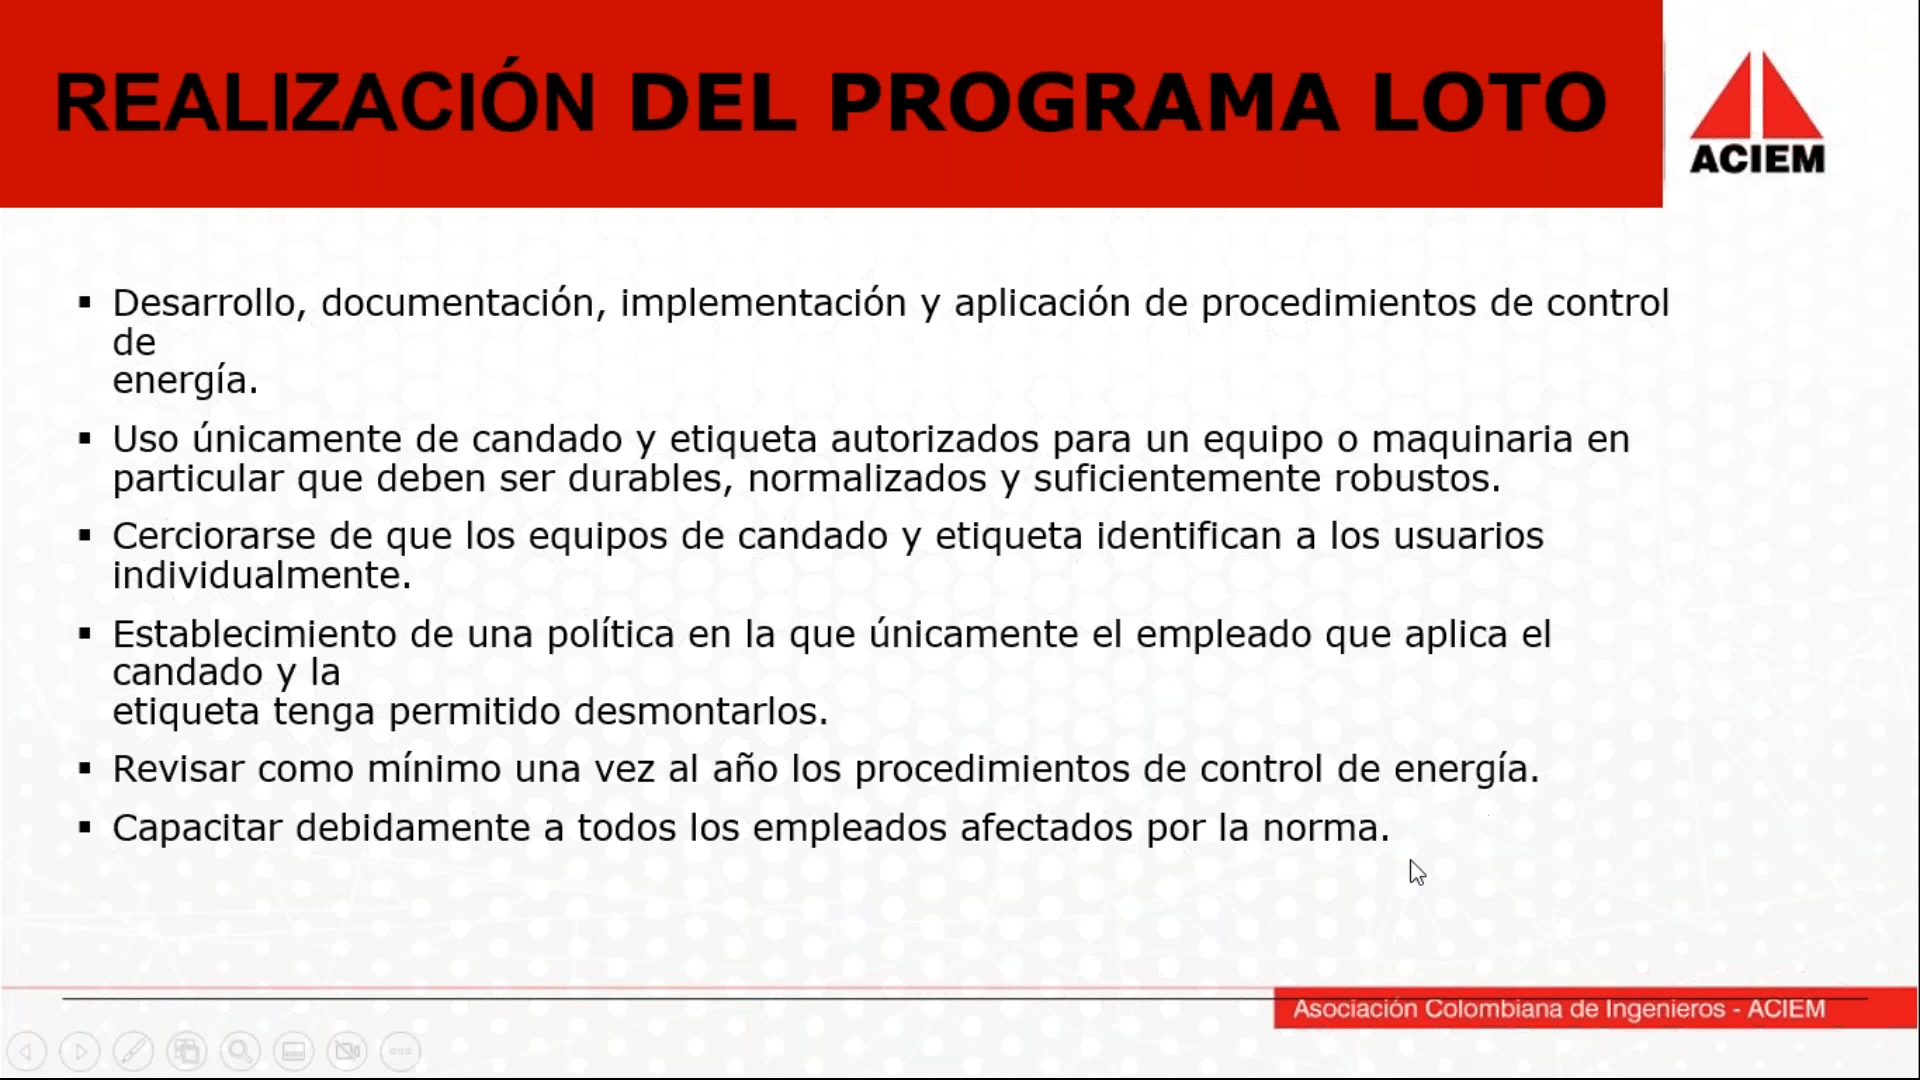 REALIZACIÓN DEL PROGRAMA LOTO
ACIEM
▪ Desarrollo, documentación, implementación y aplicación de procedimientos de control
de
energía.
▪ Uso únicamente de candado y etiqueta autorizados para un equipo o maquinaria en
particular que deben ser durables, normalizados y suficientemente robustos.
▪ Cerciorarse de que los equipos de candado y etiqueta identifican a los usuarios
individualmente.
▪ Establecimiento de una política en la que únicamente el empleado que aplica el
candado y la
etiqueta tenga permitido desmontarlos.
▪ Revisar como mínimo una vez al año los procedimientos de control de energía.
▪ Capacitar debidamente a todos los empleados afectados por la norma.
Asociación Colombiana de Ingenieros - ACIEM